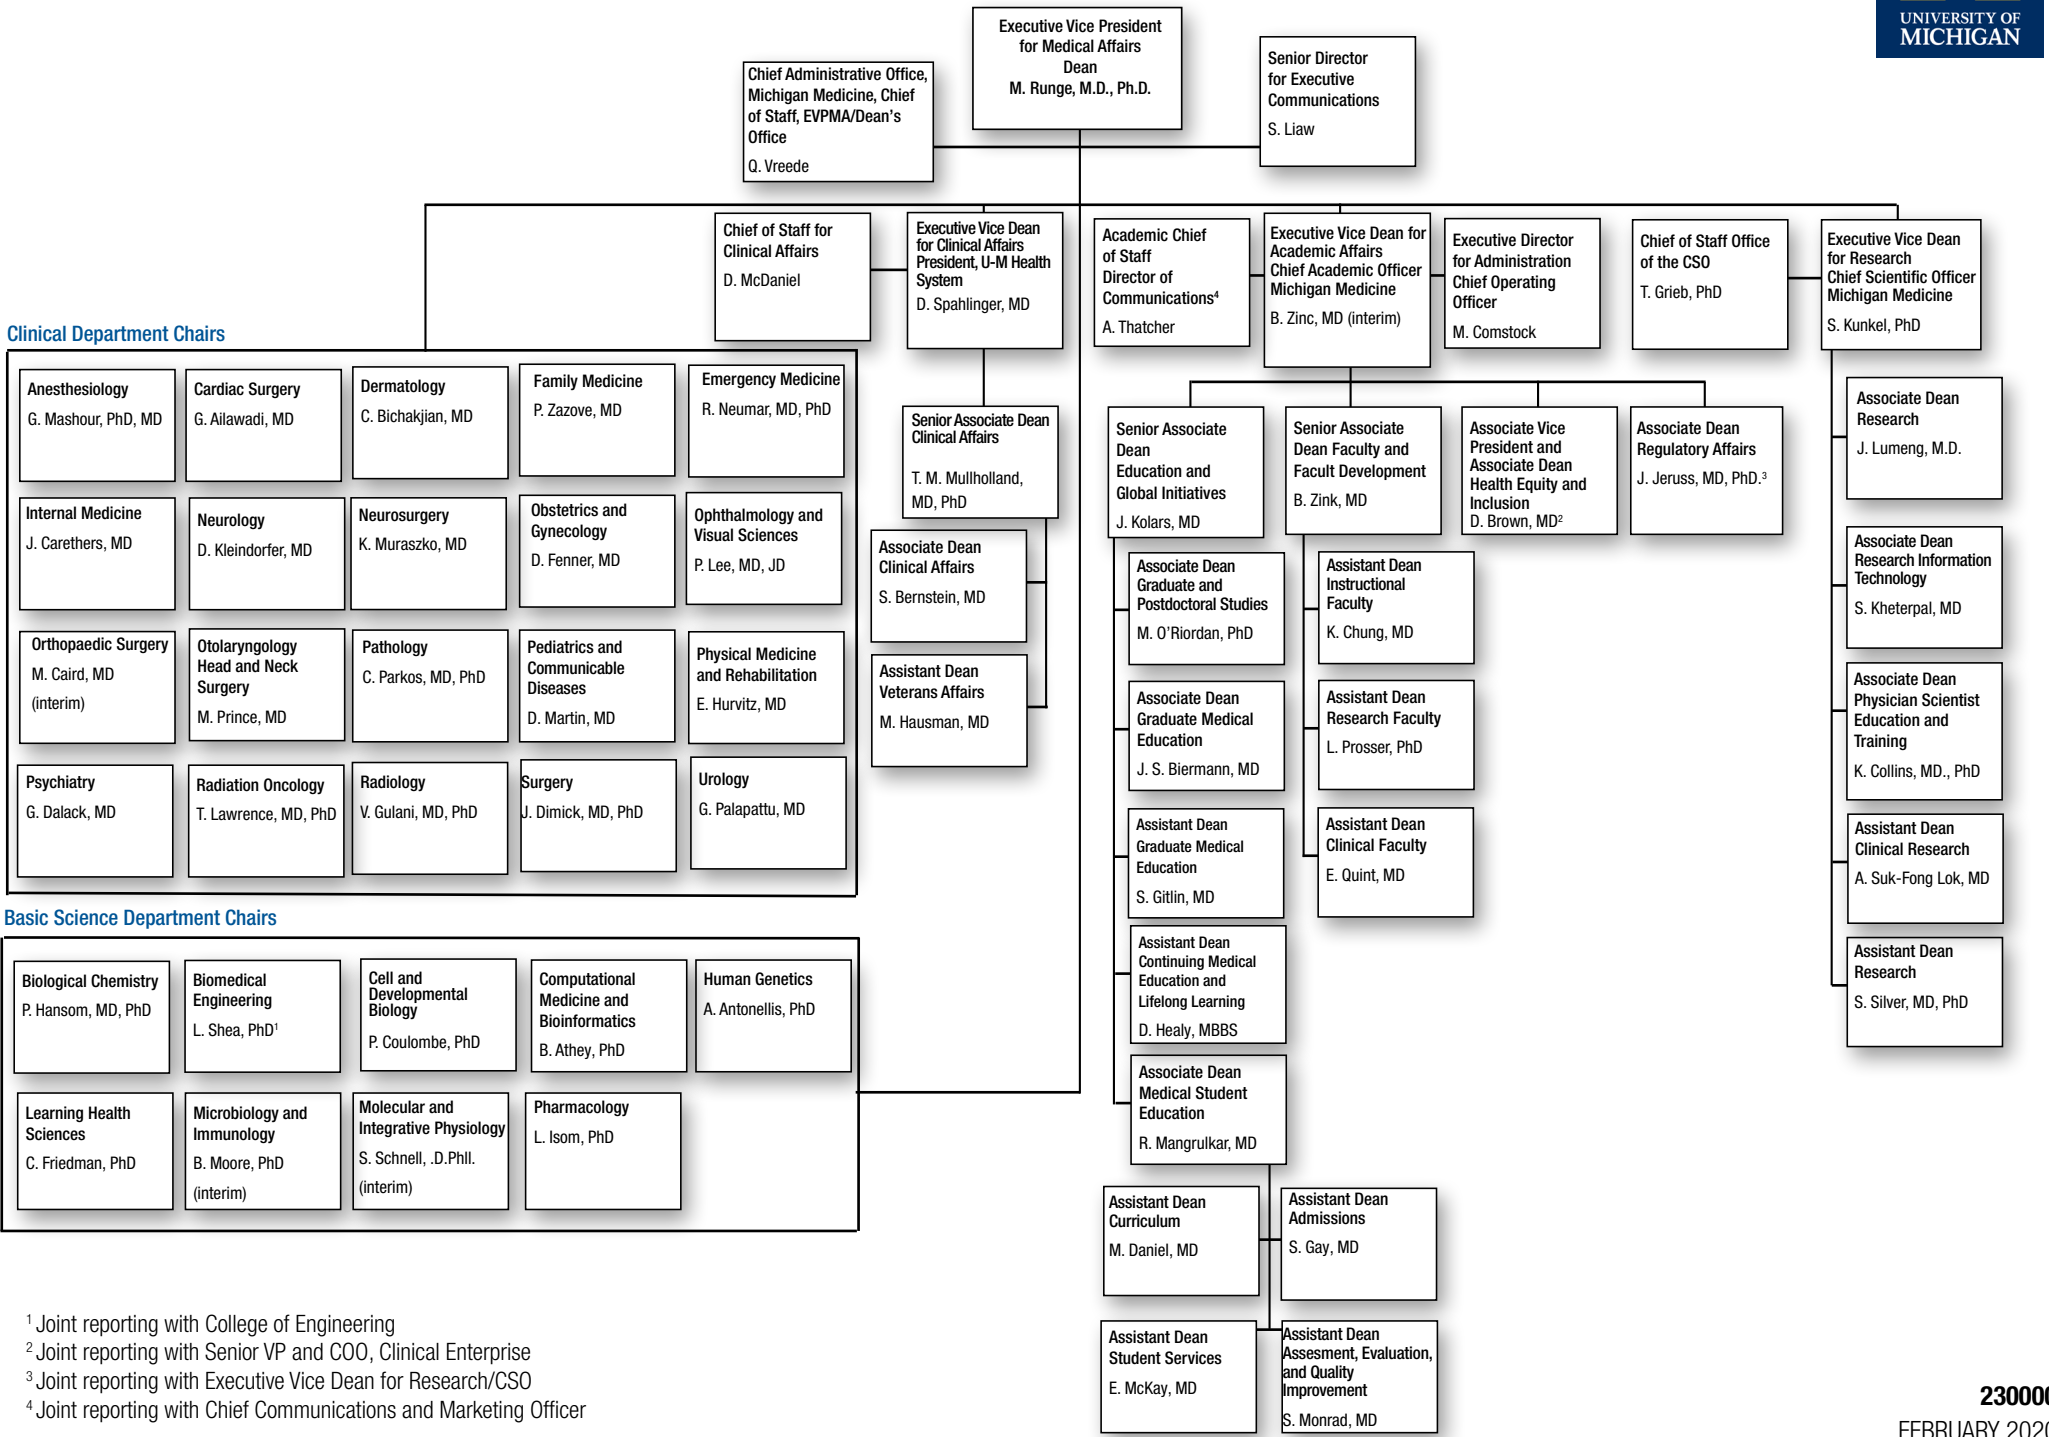 UNIVERSITY OF
MICHIGAN
Executive Vice President
for Medical Affairs
Dean
M. Runge, M.D., Ph.D.
Chief Administrative Office,
Michigan Medicine, Chief
of Staff, EVPMA/Dean's
Office
Q. Vreede
Senior Director
for Executive
Communications
S. Liaw
Chief of Staff for
Clinical Affairs
D. McDaniel
Executive Vice Dean
for Clinical Affairs
President, U-M Health
System
D. Spahlinger, MD
Academic Chief
of Staff
Director of
Communications⁴
A. Thatcher
Executive Vice Dean for
Academic Affairs
Chief Academic Officer
Michigan Medicine
B. Zinc, MD (interim)
Executive Director
for Administration
Chief Operating
Officer
M. Comstock
Chief of Staff Office
of the CSO
T. Grieb, PhD
Executive Vice Dean
for Research
Chief Scientific Officer
Michigan Medicine
S. Kunkel, PhD
Clinical Department Chairs
Anesthesiology
G. Mashour, PhD, MD
Cardiac Surgery
G. Ailawadi, MD
Dermatology
C. Bichakjian, MD
Family Medicine
P. Zazove, MD
Emergency Medicine
R. Neumar, MD, PhD
Internal Medicine
J. Carethers, MD
Neurology
D. Kleindorfer, MD
Neurosurgery
K. Muraszko, MD
Obstetrics and
Gynecology
D. Fenner, MD
Ophthalmology and
Visual Sciences
P. Lee, MD, JD
Orthopaedic Surgery
M. Caird, MD
(interim)
Otolaryngology
Head and Neck
Surgery
M. Prince, MD
Pathology
C. Parkos, MD, PhD
Pediatrics and
Communicable
Diseases
D. Martin, MD
Physical Medicine
and Rehabilitation
E. Hurvitz, MD
Psychiatry
G. Dalack, MD
Radiation Oncology
T. Lawrence, MD, PhD
Radiology
V. Gulani, MD, PhD
Surgery
J. Dimick, MD, PhD
Urology
G. Palapattu, MD
Senior Associate Dean
Clinical Affairs
T. M. Mullholland,
MD, PhD
Associate Dean
Clinical Affairs
S. Bernstein, MD
Assistant Dean
Veterans Affairs
M. Hausman, MD
Senior Associate
Dean
Education and
Global Initiatives
J. Kolars, MD
Senior Associate
Dean Faculty and
Facult Development
B. Zink, MD
Associate Vice
President and
Associate Dean
Health Equity and
Inclusion
D. Brown, MD²
Associate Dean
Regulatory Affairs
J. Jeruss, MD, PhD.³
Associate Dean
Graduate and
Postdoctoral Studies
M. O'Riordan, PhD
Associate Dean
Graduate Medical
Education
J. S. Biermann, MD
Assistant Dean
Graduate Medical
Education
S. Gitlin, MD
Assistant Dean
Continuing Medical
Education and
Lifelong Learning
D. Healy, MBBS
Associate Dean
Medical Student
Education
R. Mangrulkar, MD
Assistant Dean
Instructional
Faculty
K. Chung, MD
Assistant Dean
Research Faculty
L. Prosser, PhD
Assistant Dean
Clinical Faculty
E. Quint, MD
Assistant Dean
Curriculum
M. Daniel, MD
Assistant Dean
Admissions
S. Gay, MD
Assistant Dean
Student Services
E. McKay, MD
Assistant Dean
Assesment, Evaluation,
and Quality
Improvement
S. Monrad, MD
Associate Dean
Research
J. Lumeng, M.D.
Associate Dean
Research Information
Technology
S. Kheterpal, MD
Associate Dean
Physician Scientist
Education and
Training
K. Collins, MD., PhD
Assistant Dean
Clinical Research
A. Suk-Fong Lok, MD
Assistant Dean
Research
S. Silver, MD, PhD
Basic Science Department Chairs
Biological Chemistry
P. Hansom, MD, PhD
Biomedical
Engineering
L. Shea, PhD¹
Cell and
Developmental
Biology
P. Coulombe, PhD
Computational
Medicine and
Bioinformatics
B. Athey, PhD
Human Genetics
A. Antonellis, PhD
Learning Health
Sciences
C. Friedman, PhD
Microbiology and
Immunology
B. Moore, PhD
(interim)
Molecular and
Integrative Physiology
S. Schnell, .D.Phll.
(interim)
Pharmacology
L. Isom, PhD
¹ Joint reporting with College of Engineering
² Joint reporting with Senior VP and COO, Clinical Enterprise
³ Joint reporting with Executive Vice Dean for Research/CSO
⁴ Joint reporting with Chief Communications and Marketing Officer
230000
FEBRUARY 2020